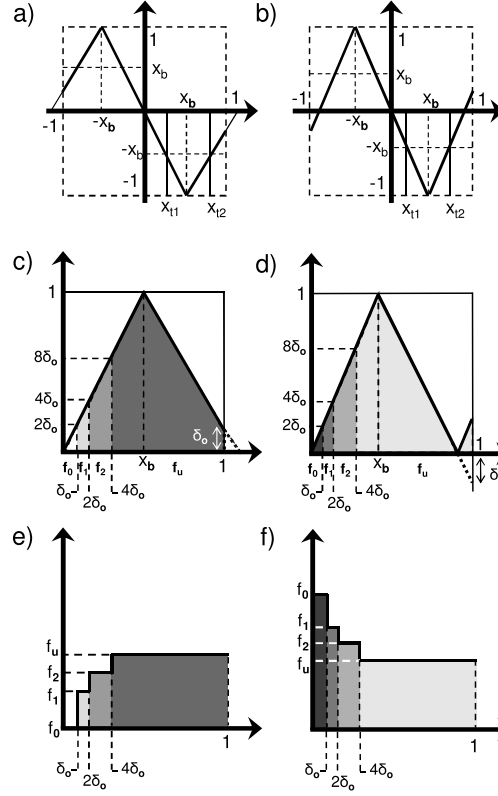 a)
b)
1
x_b
x_b
1
-1
-x_b
-x_b
-1
x_t1
x_t2
1
x_b
x_b
1
-1
-x_b
-x_b
-1
x_t1
x_t2
c)
d)
1
8δ_o
4δ_o
2δ_o
δ_o
f_0 f_1 f_2 x_b f_u 1
δ_o 2δ_o 4δ_o
1
8δ_o
4δ_o
2δ_o
1
δ
f_0 f_1 f_2 x_b f_u
δ_o 2δ_o 4δ_o
e)
f)
f_u
f_2
f_1
f_0
1
δ_o 2δ_o 4δ_o
f_0
f_1
f_2
f_u
1
δ_o 2δ_o 4δ_o